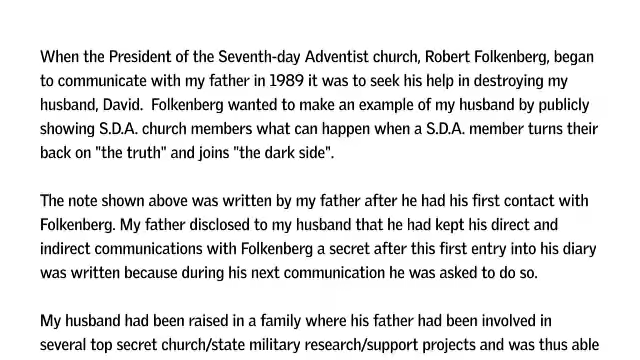 When the President of the Seventh-day Adventist church, Robert Folkenberg, began
to communicate with my father in 1989 it was to seek his help in destroying my
husband, David.  Folkenberg wanted to make an example of my husband by publicly
showing S.D.A. church members what can happen when a S.D.A. member turns their
back on "the truth" and joins "the dark side".
The note shown above was written by my father after he had his first contact with
Folkenberg. My father disclosed to my husband that he had kept his direct and
indirect communications with Folkenberg a secret after this first entry into his diary
was written because during his next communication he was asked to do so.
My husband had been raised in a family where his father had been involved in
several top secret church/state military research/support projects and was thus able